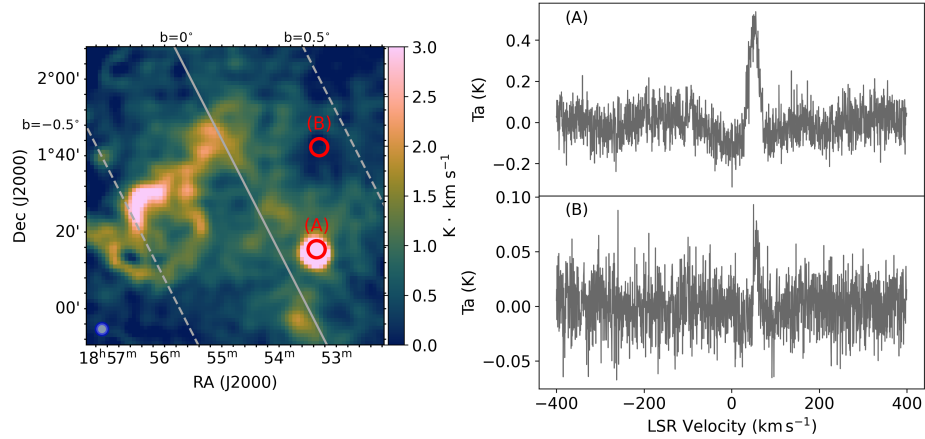 b=0° b=0.5°
b=−0.5°
(B)
(A)
2°00'
1°40'
20'
00'
Dec (J2000)
18ʰ57ᵐ 56ᵐ 55ᵐ 54ᵐ 53ᵐ
RA (J2000)
3.0
2.5
2.0
1.5
1.0
0.5
0.0
K · km s⁻¹
(A)
0.4
0.2
0.0
−0.2
Ta (K)
(B)
0.10
0.05
0.00
−0.05
Ta (K)
−400 −200 0 200 400
LSR Velocity (km s⁻¹)